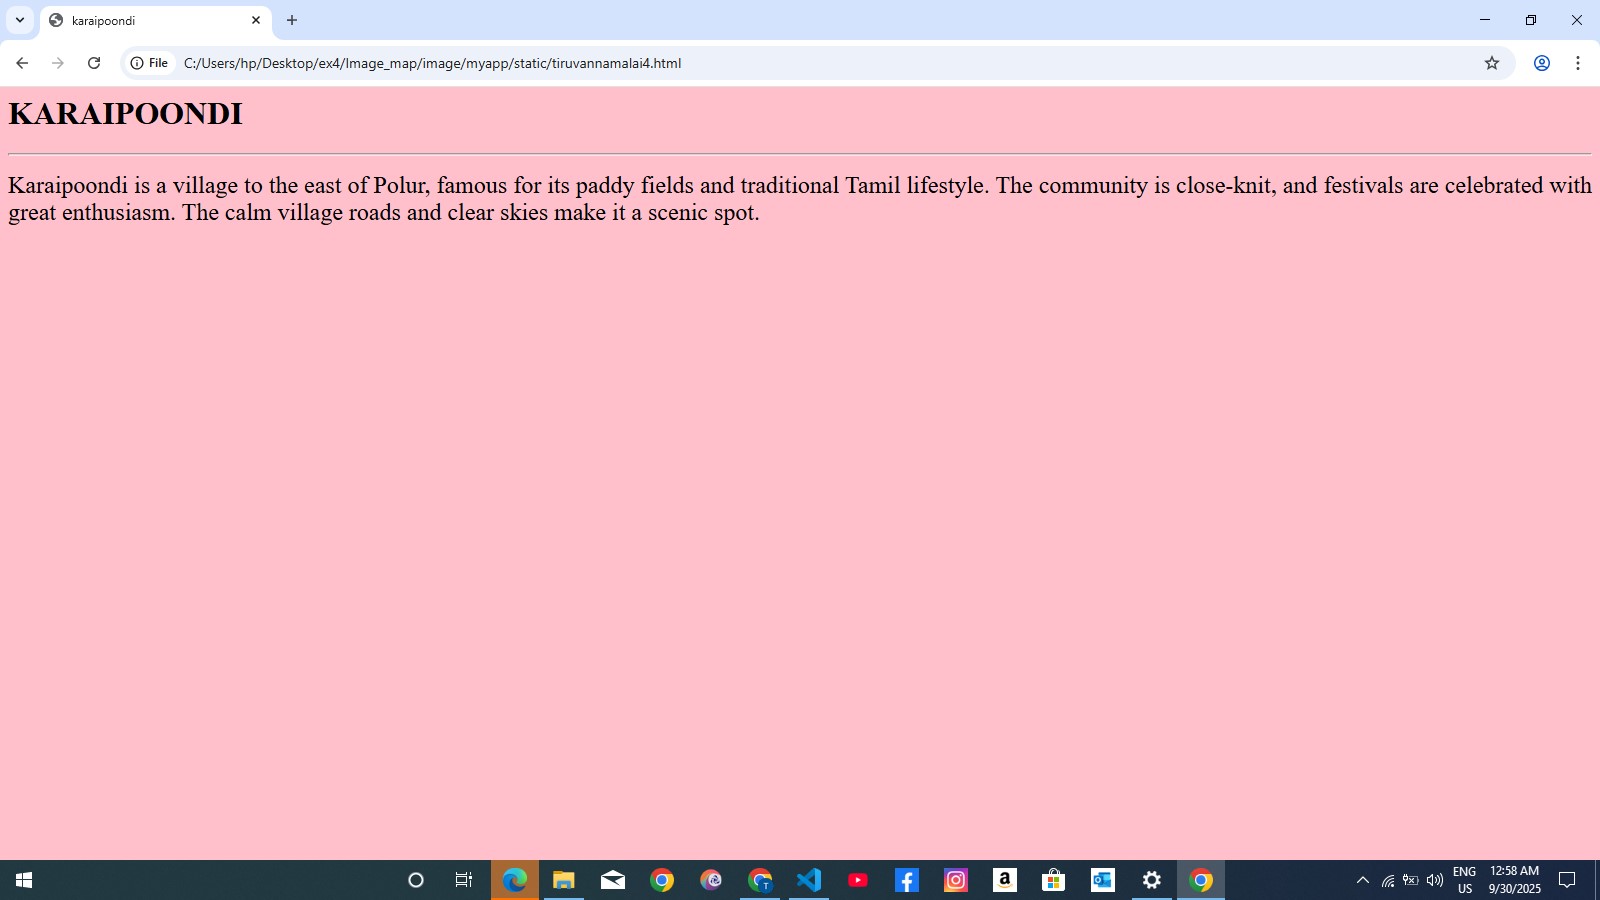 karaipoondi
File
C:/Users/hp/Desktop/ex4/Image_map/image/myapp/static/tiruvannamalai4.html
KARAIPOONDI
Karaipoondi is a village to the east of Polur, famous for its paddy fields and traditional Tamil lifestyle. The community is close-knit, and festivals are celebrated with
great enthusiasm. The calm village roads and clear skies make it a scenic spot.
T
a
ENG
US
12:58 AM
9/30/2025